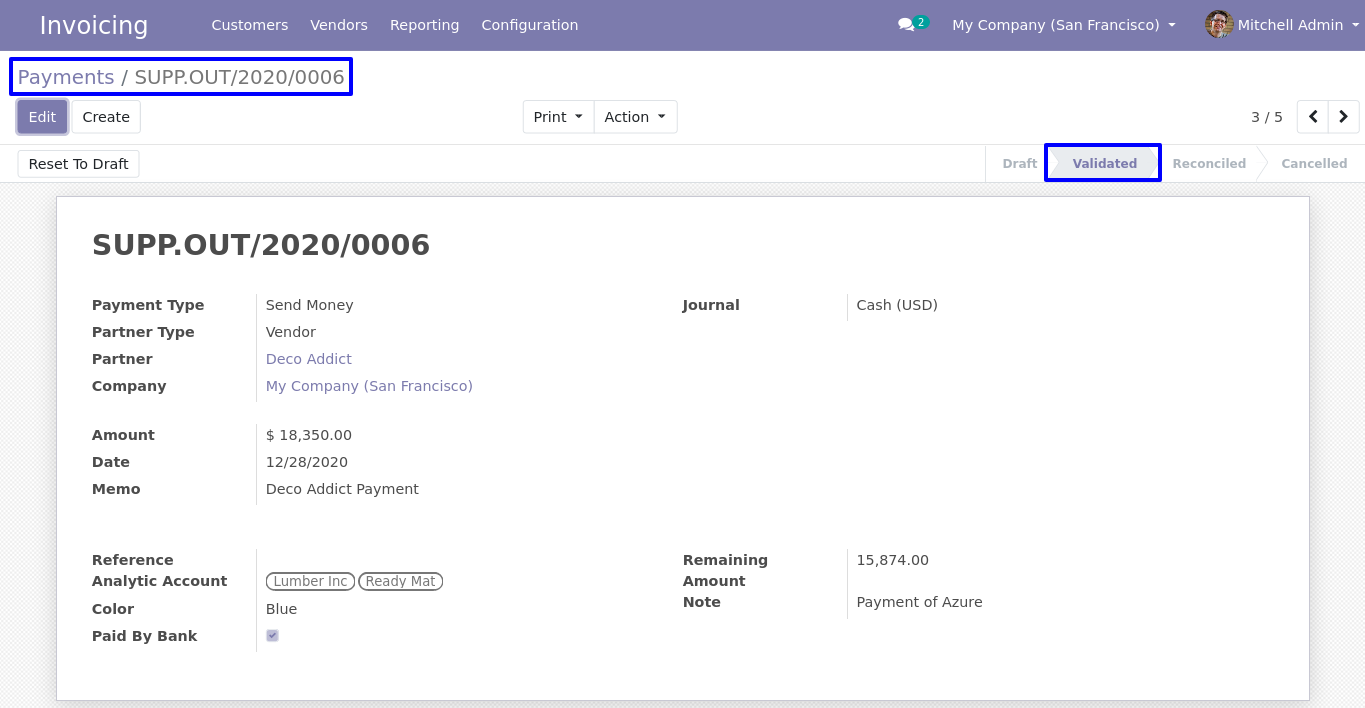 Invoicing Customers Vendors Reporting Configuration 2 My Company (San Francisco) Mitchell Admin
Payments / SUPP.OUT/2020/0006
Edit Create Print Action 3 / 5
Reset To Draft Draft Validated Reconciled Cancelled
SUPP.OUT/2020/0006
Payment Type Send Money Journal Cash (USD)
Partner Type Vendor
Partner Deco Addict
Company My Company (San Francisco)
Amount $ 18,350.00
Date 12/28/2020
Memo Deco Addict Payment
Reference Remaining 15,874.00
Analytic Account Lumber Inc Ready Mat Amount
Note Payment of Azure
Color Blue
Paid By Bank